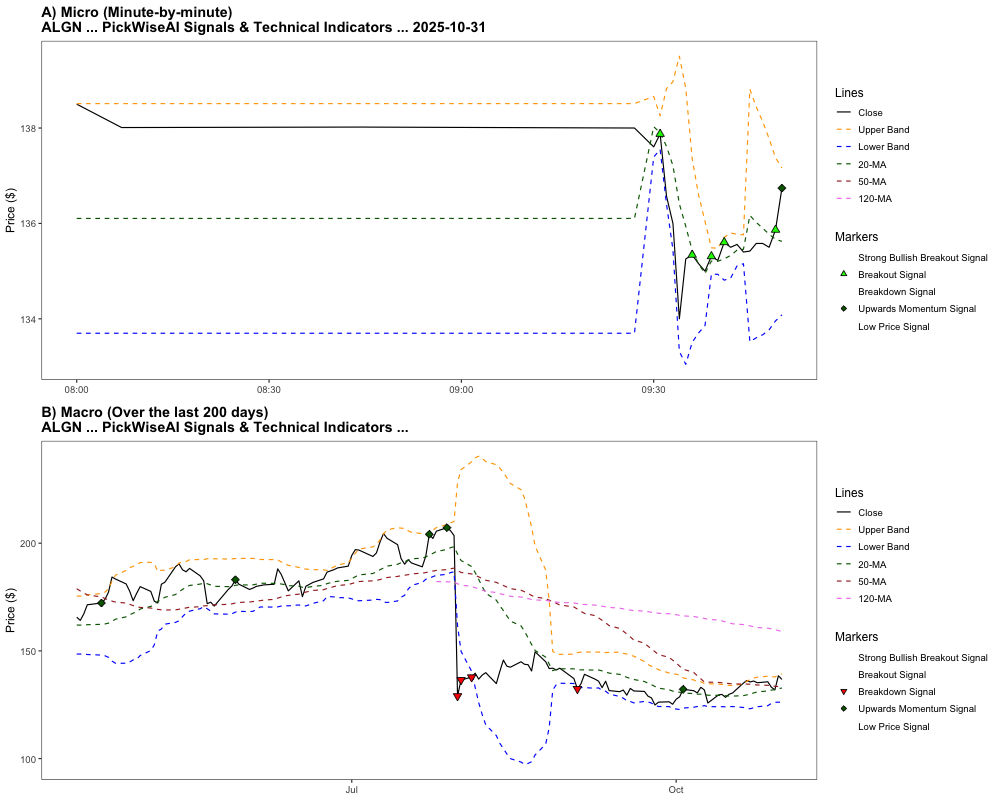 A) Micro (Minute-by-minute)
ALGN ... PickWiseAI Signals & Technical Indicators ... 2025-10-31
Price ($)
138
136
134
08:00
08:30
09:00
09:30
Lines
Close
Upper Band
Lower Band
20-MA
50-MA
120-MA
Markers
Strong Bullish Breakout Signal
Breakout Signal
Breakdown Signal
Upwards Momentum Signal
Low Price Signal
B) Macro (Over the last 200 days)
ALGN ... PickWiseAI Signals & Technical Indicators ...
Price ($)
200
150
100
Jul
Oct
Lines
Close
Upper Band
Lower Band
20-MA
50-MA
120-MA
Markers
Strong Bullish Breakout Signal
Breakout Signal
Breakdown Signal
Upwards Momentum Signal
Low Price Signal